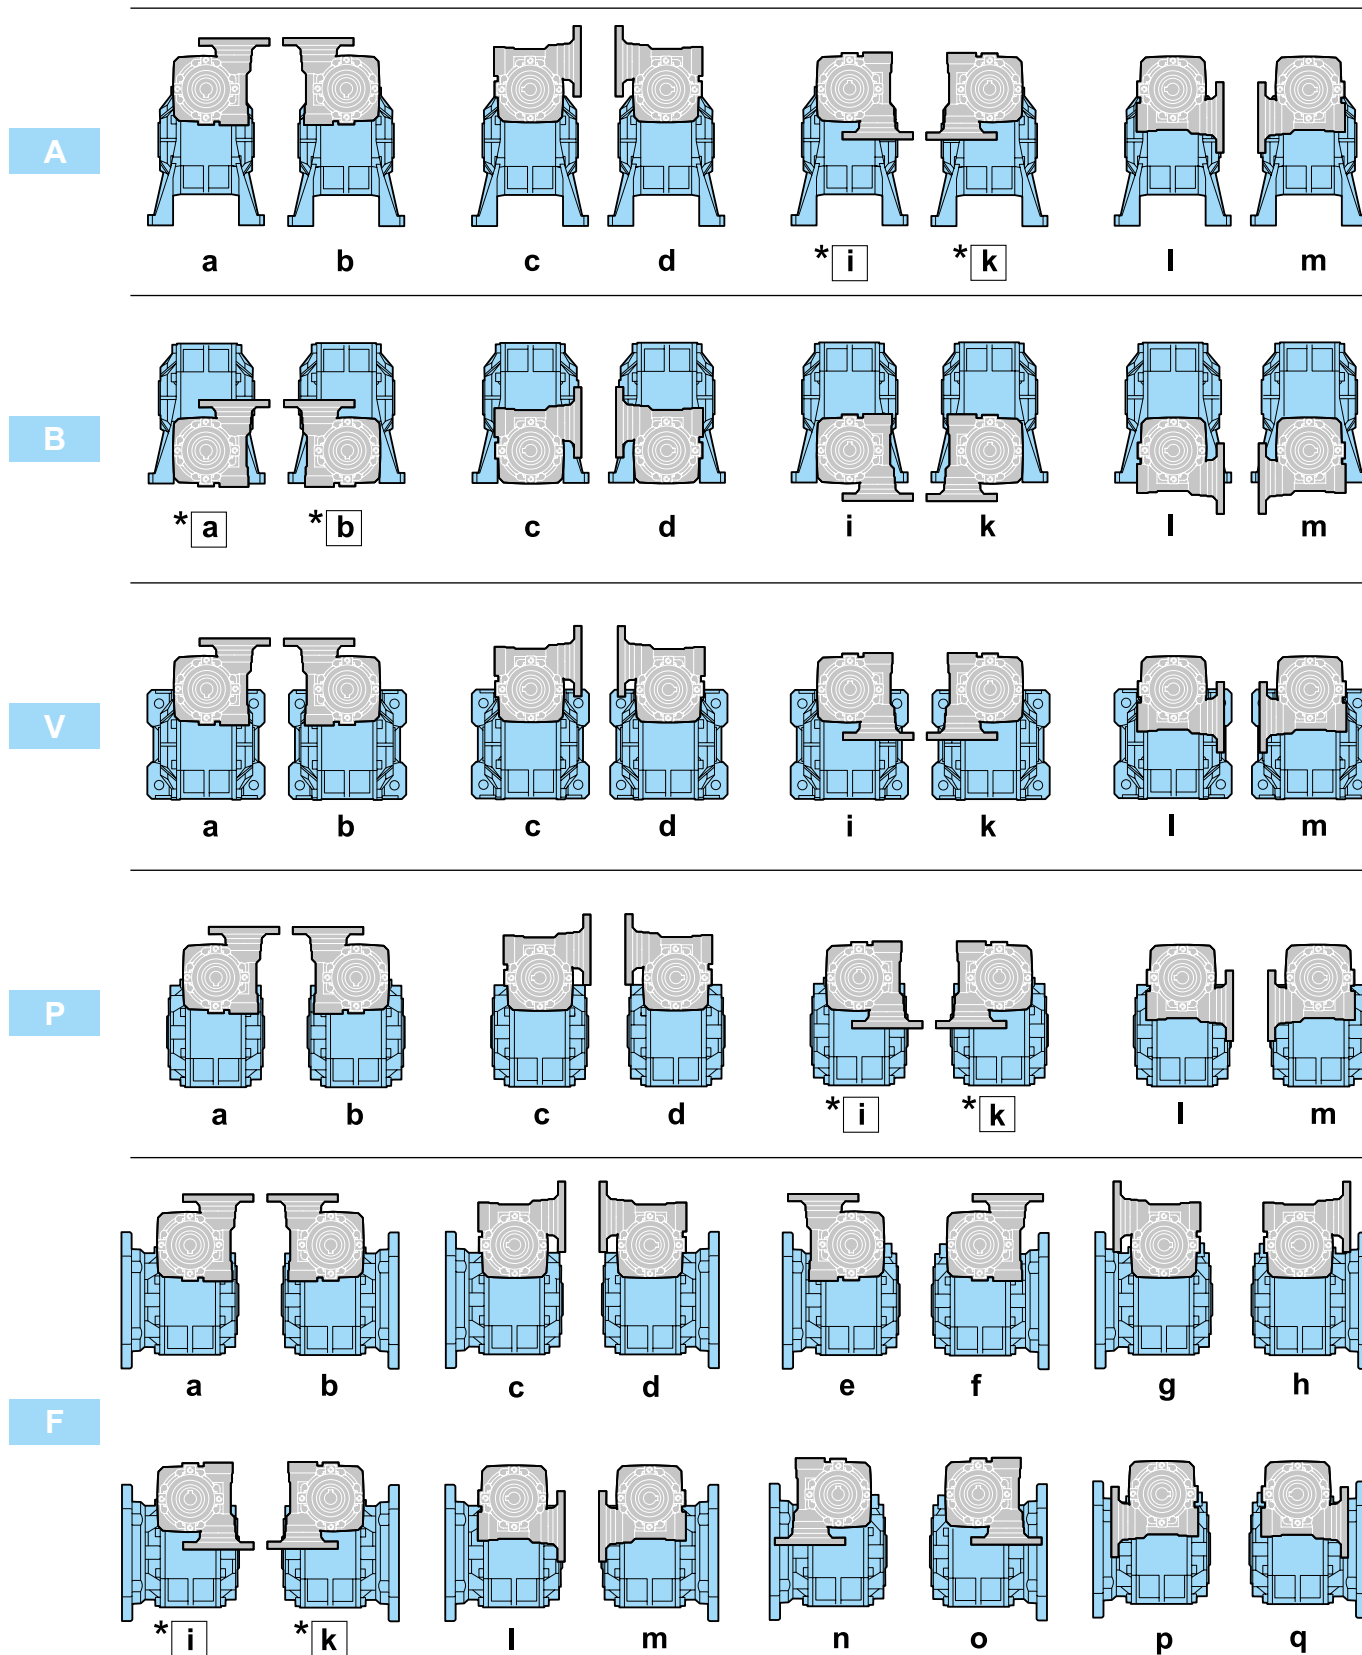 A
a b c d *i *k l m
B
*a *b c d i k l m
V
a b c d i k l m
P
a b c d *i *k l m
F
a b c d e f g h
*i *k l m n o p q